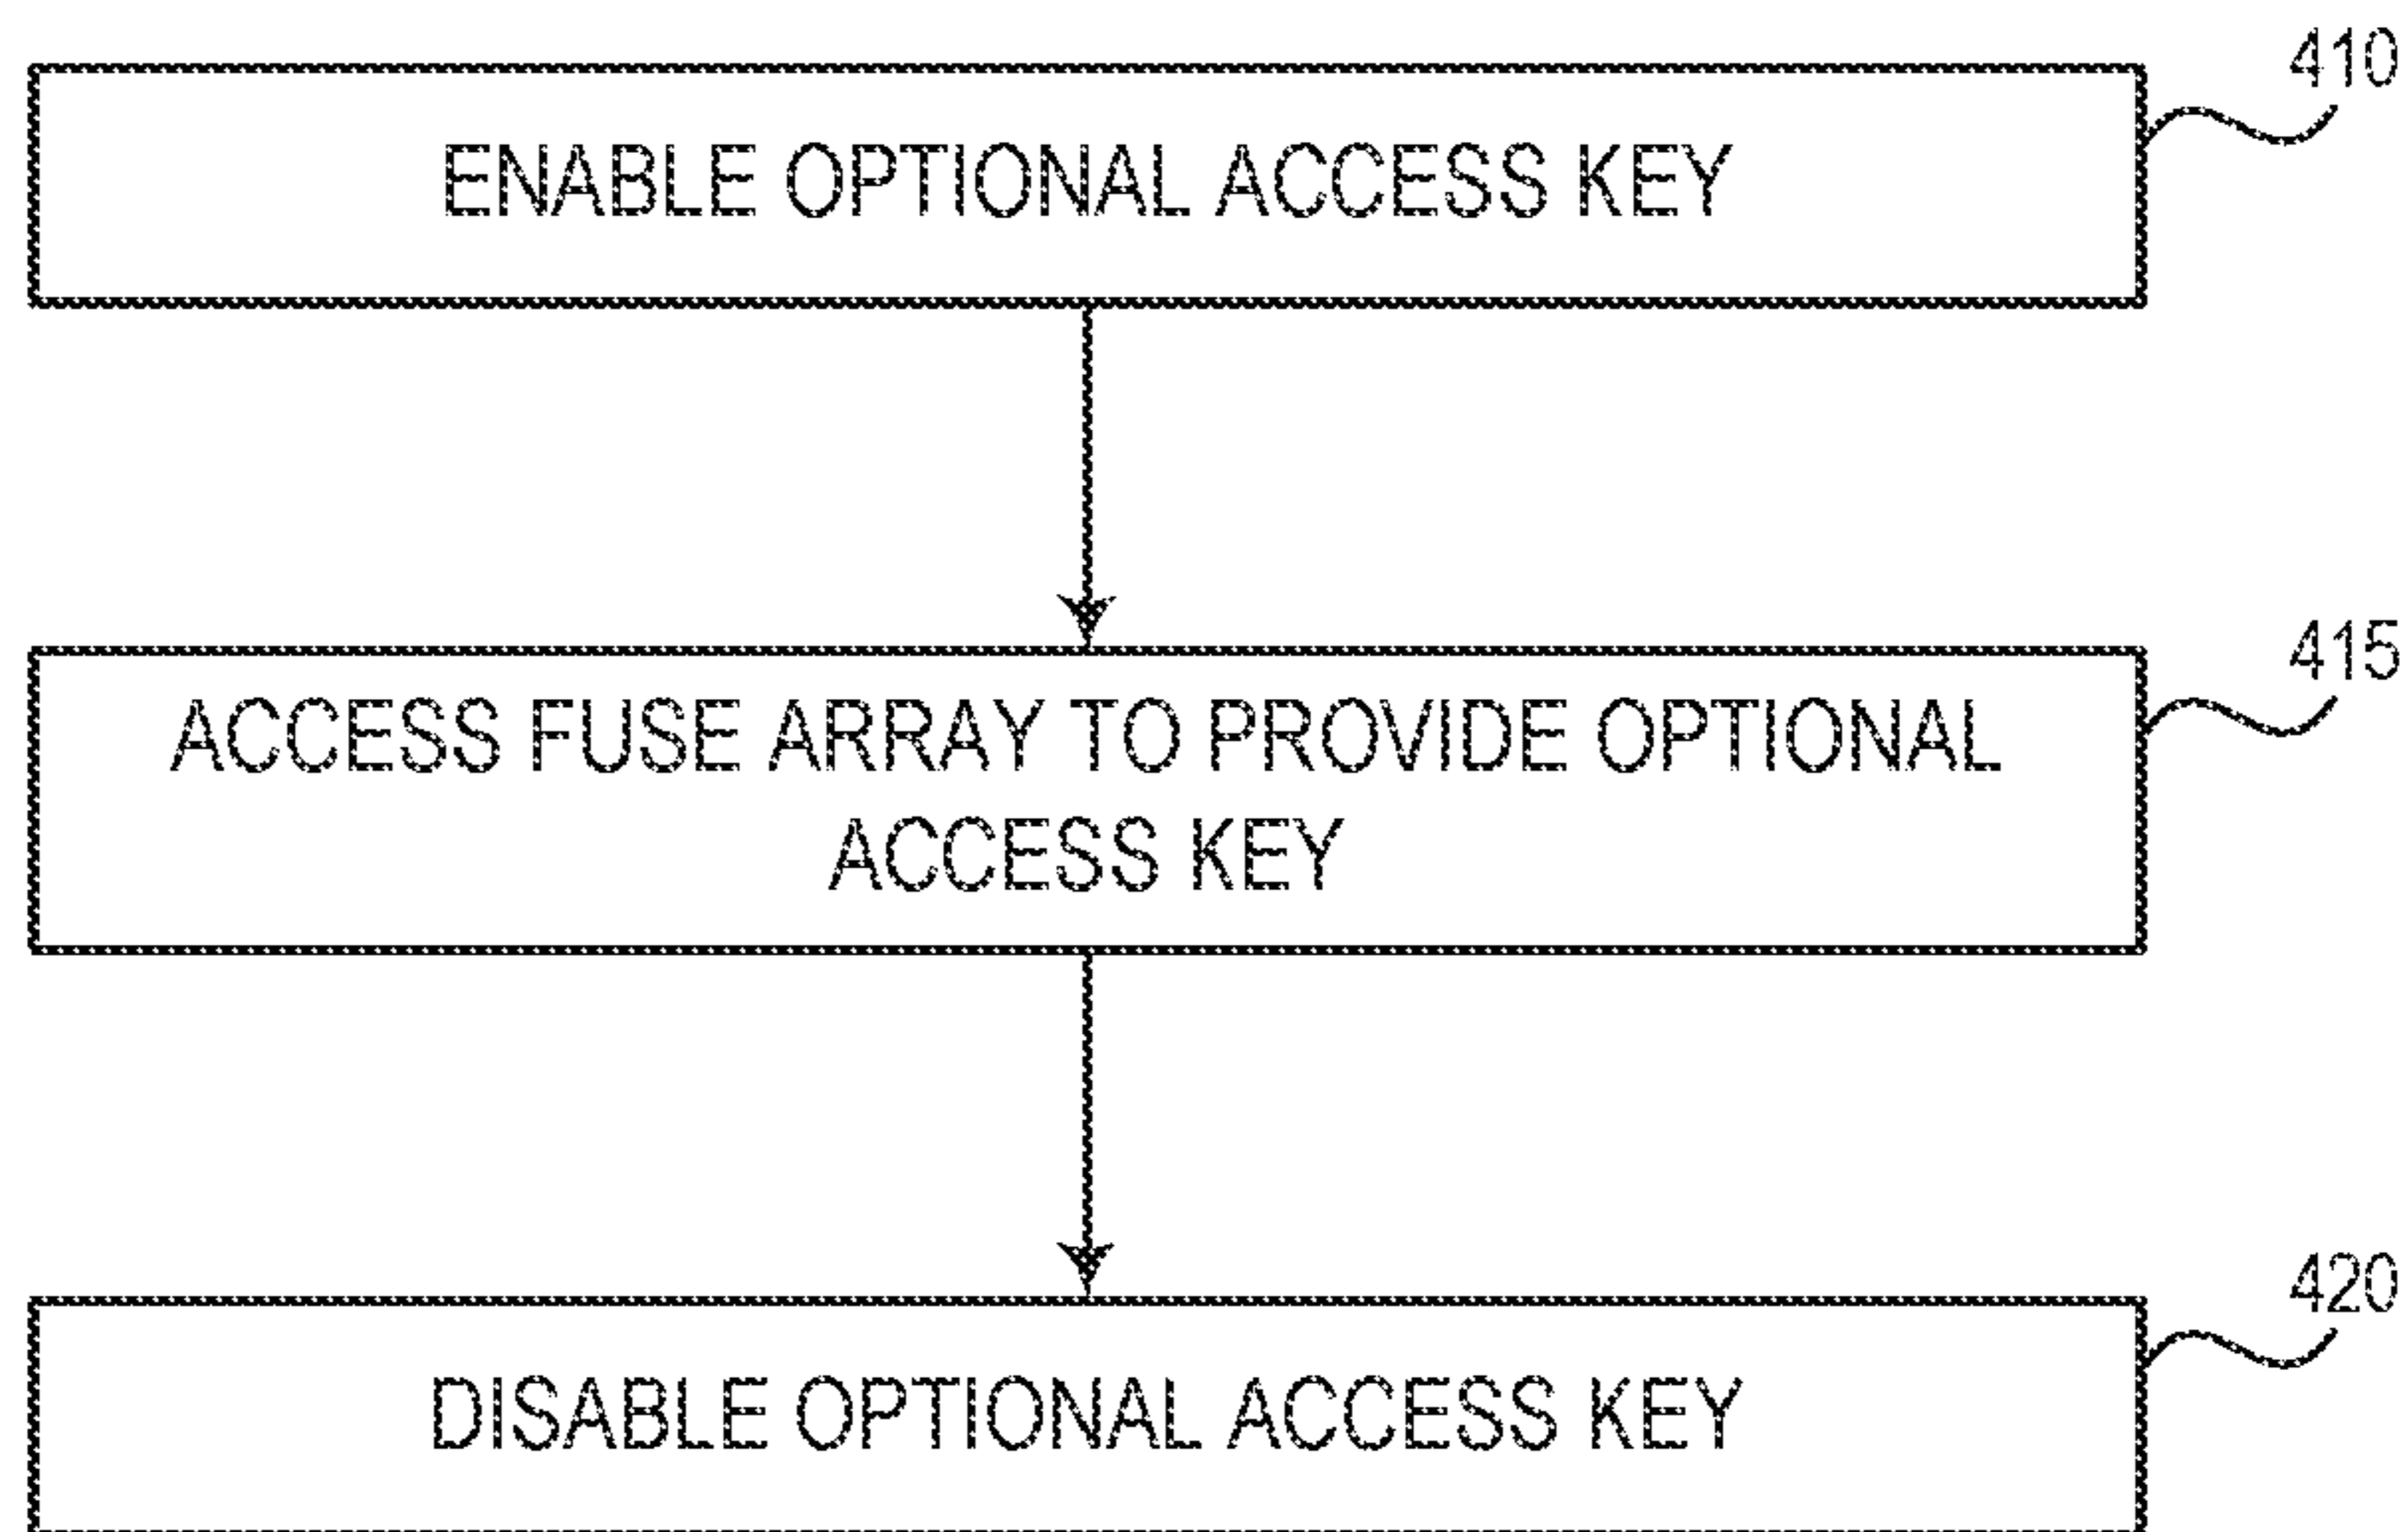 410
ENABLE OPTIONAL ACCESS KEY
415
ACCESS FUSE ARRAY TO PROVIDE OPTIONAL
ACCESS KEY
420
DISABLE OPTIONAL ACCESS KEY